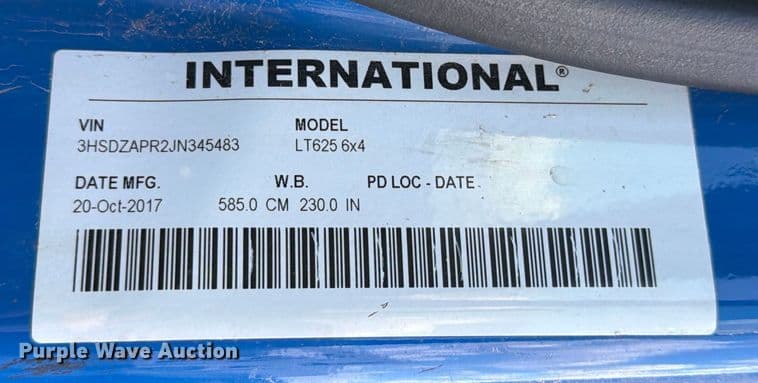 INTERNATIONAL®
VIN MODEL
3HSDZAPR2JN345483 LT625 6x4
DATE MFG. W.B. PD LOC - DATE
20-Oct-2017 585.0 CM 230.0 IN
Purple Wave Auction